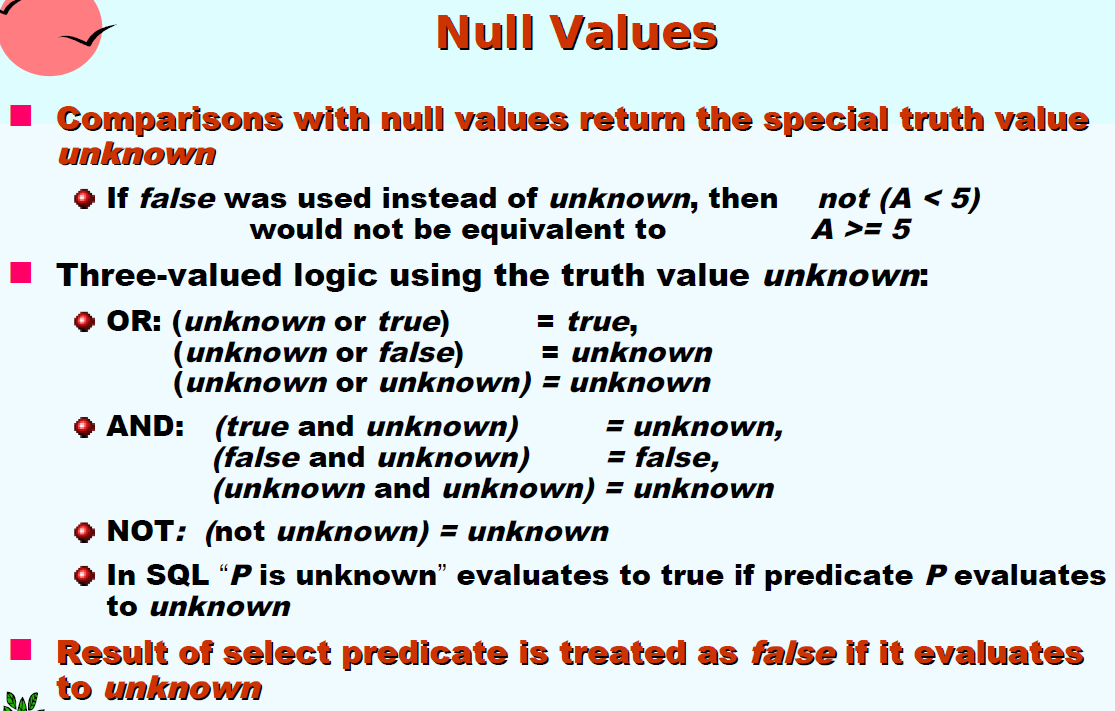 Null Values
Comparisons with null values return the special truth value
unknown
If false was used instead of unknown, then not (A < 5)
would not be equivalent to A >= 5
Three-valued logic using the truth value unknown:
OR: (unknown or true) = true,
(unknown or false) = unknown
(unknown or unknown) = unknown
AND: (true and unknown) = unknown,
(false and unknown) = false,
(unknown and unknown) = unknown
NOT: (not unknown) = unknown
In SQL “P is unknown” evaluates to true if predicate P evaluates
to unknown
Result of select predicate is treated as false if it evaluates
to unknown